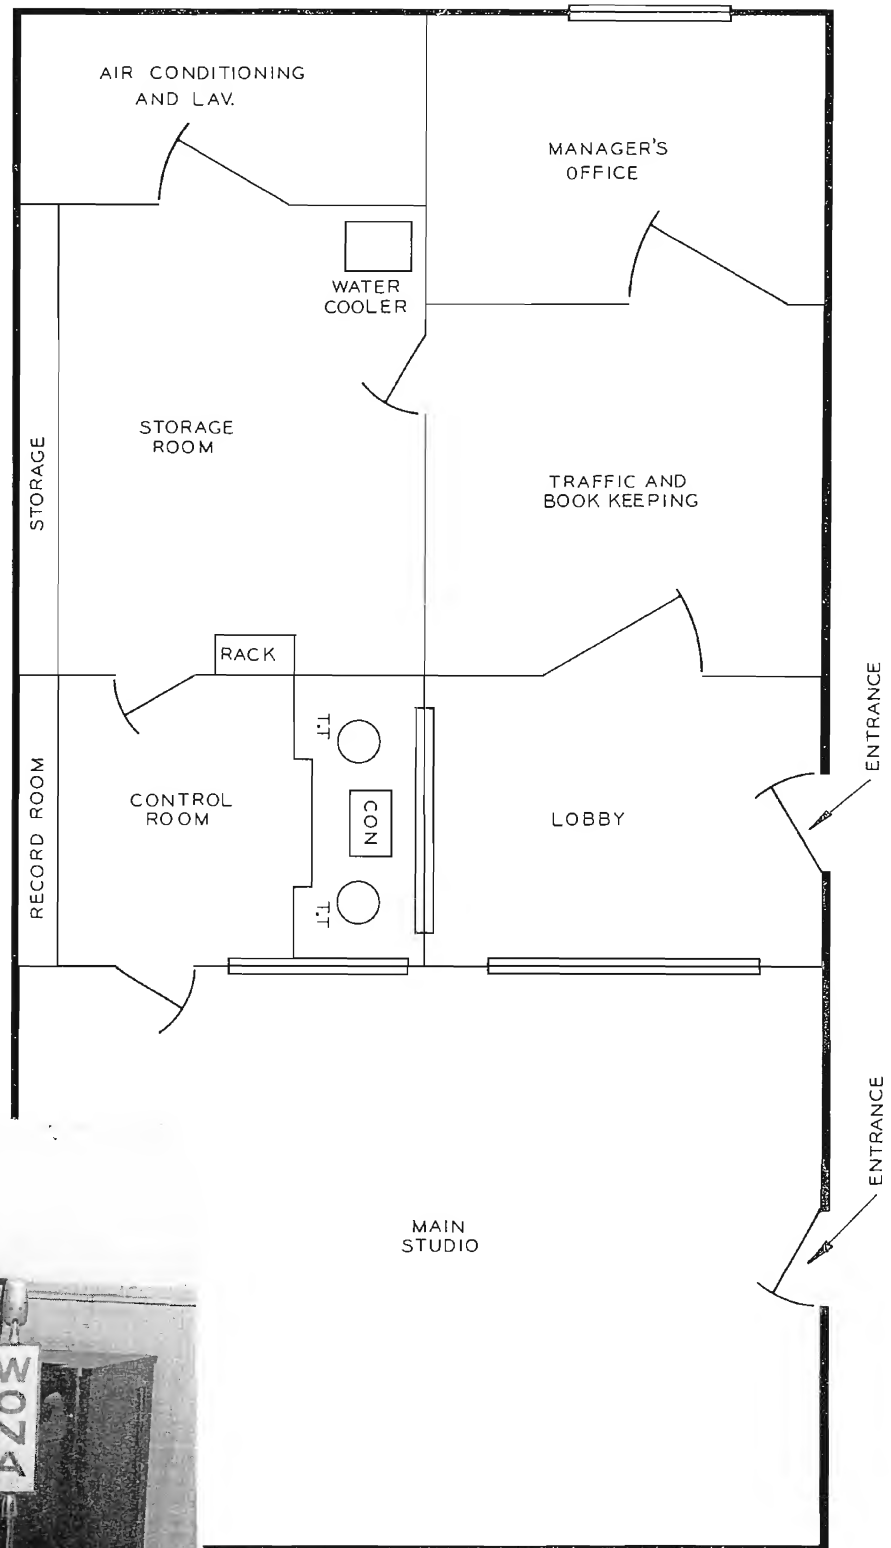 AIR CONDITIONING
AND LAV.
MANAGER'S
OFFICE
WATER
COOLER
STORAGE
STORAGE
ROOM
TRAFFIC AND
BOOK KEEPING
RACK
T.T
CON
T.T
RECORD ROOM
CONTROL
ROOM
LOBBY
ENTRANCE
ENTRANCE
MAIN
STUDIO